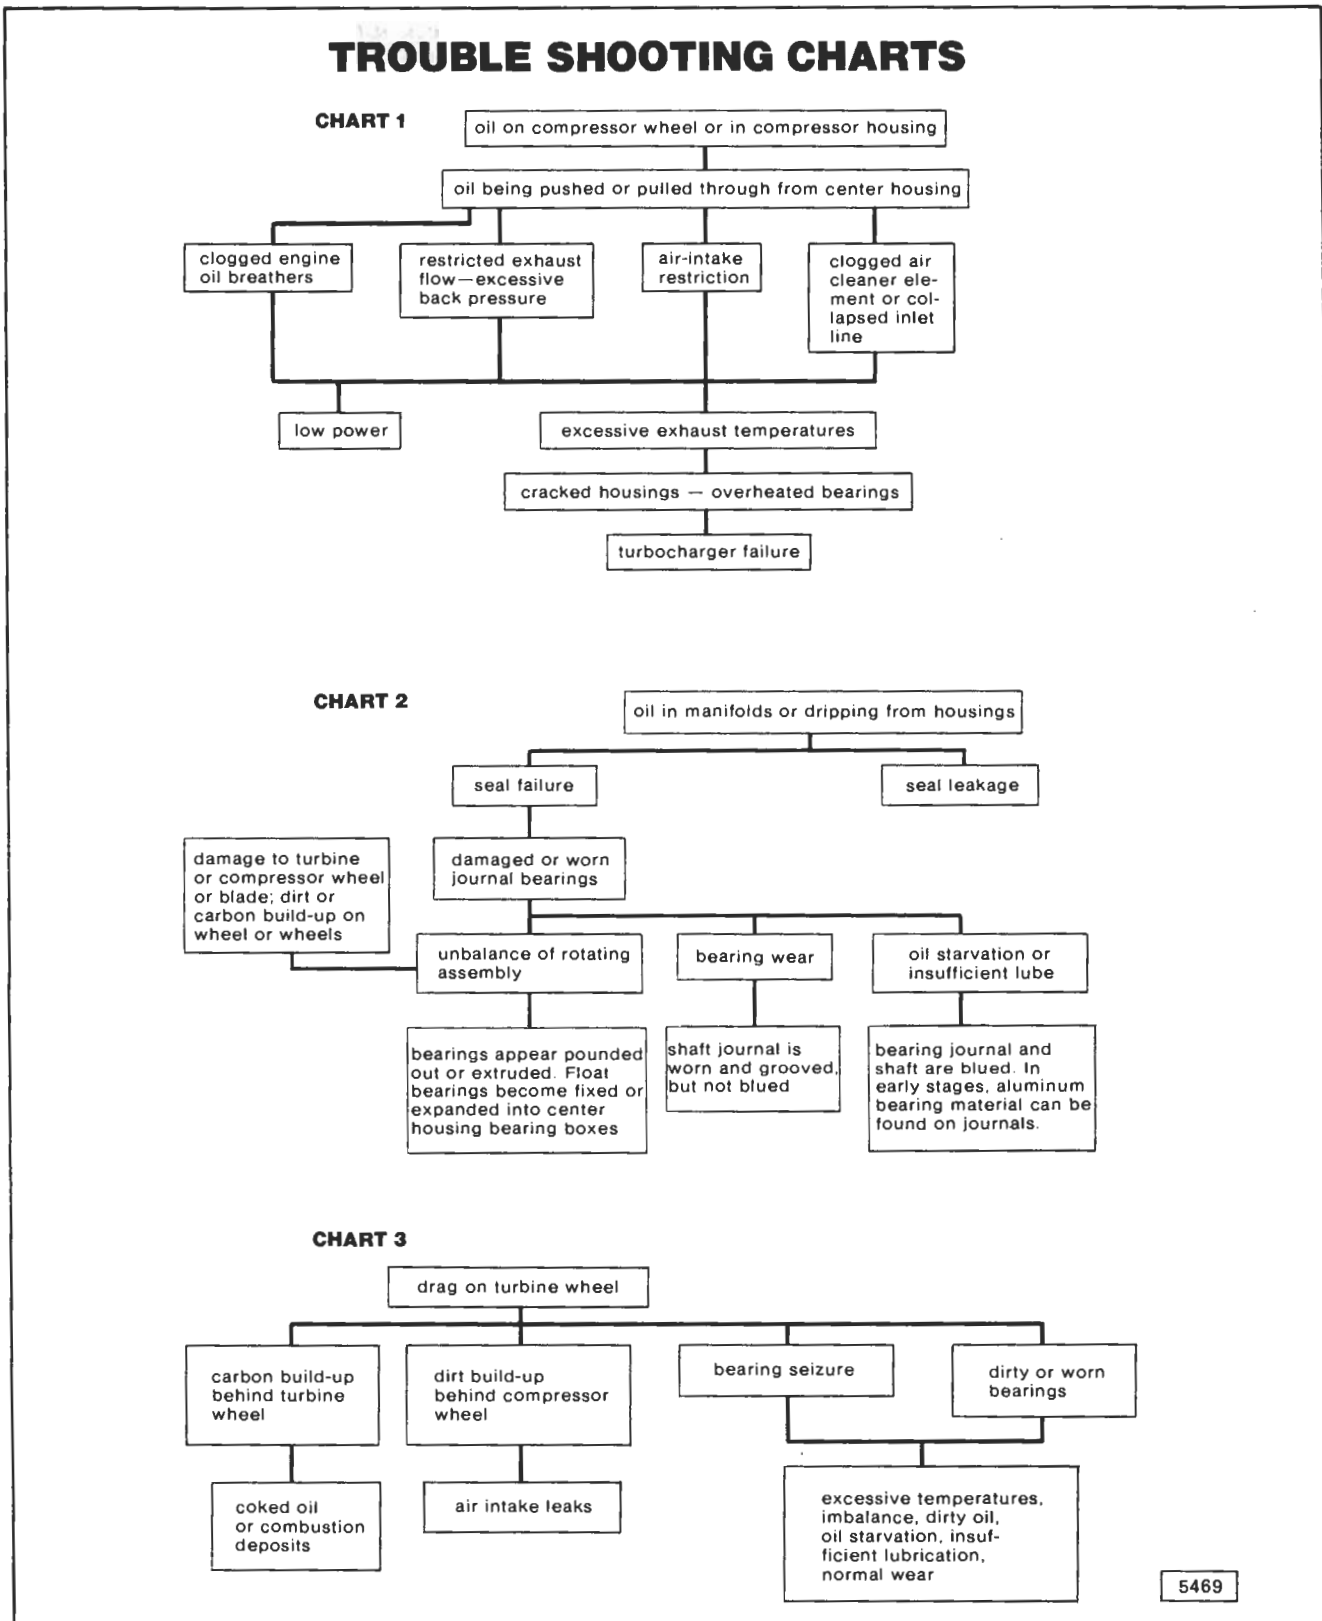 TROUBLE SHOOTING CHARTS
CHART 1
oil on compressor wheel or in compressor housing
oil being pushed or pulled through from center housing
clogged engine
oil breathers
restricted exhaust
flow—excessive
back pressure
air-intake
restriction
clogged air
cleaner ele-
ment or col-
lapsed inlet
line
low power
excessive exhaust temperatures
cracked housings — overheated bearings
turbocharger failure
CHART 2
oil in manifolds or dripping from housings
seal failure
seal leakage
damage to turbine
or compressor wheel
or blade; dirt or
carbon build-up on
wheel or wheels
damaged or worn
journal bearings
unbalance of rotating
assembly
bearing wear
oil starvation or
insufficient lube
bearings appear pounded
out or extruded. Float
bearings become fixed or
expanded into center
housing bearing boxes
shaft journal is
worn and grooved,
but not blued
bearing journal and
shaft are blued. In
early stages, aluminum
bearing material can be
found on journals.
CHART 3
drag on turbine wheel
carbon build-up
behind turbine
wheel
dirt build-up
behind compressor
wheel
bearing seizure
dirty or worn
bearings
coked oil
or combustion
deposits
air intake leaks
excessive temperatures,
imbalance, dirty oil,
oil starvation, insuf-
ficient lubrication,
normal wear
5469